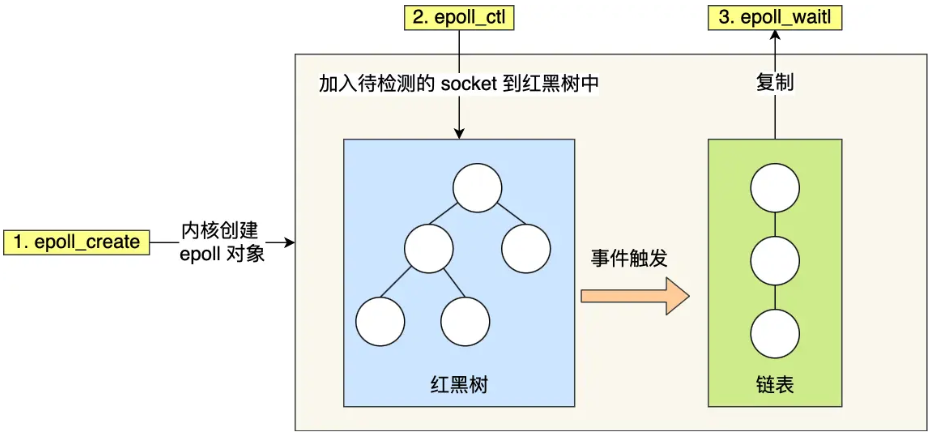 2. epoll_ctl
3. epoll_waitl
加入待检测的 socket 到红黑树中
复制
1. epoll_create
内核创建
epoll 对象
事件触发
红黑树
链表